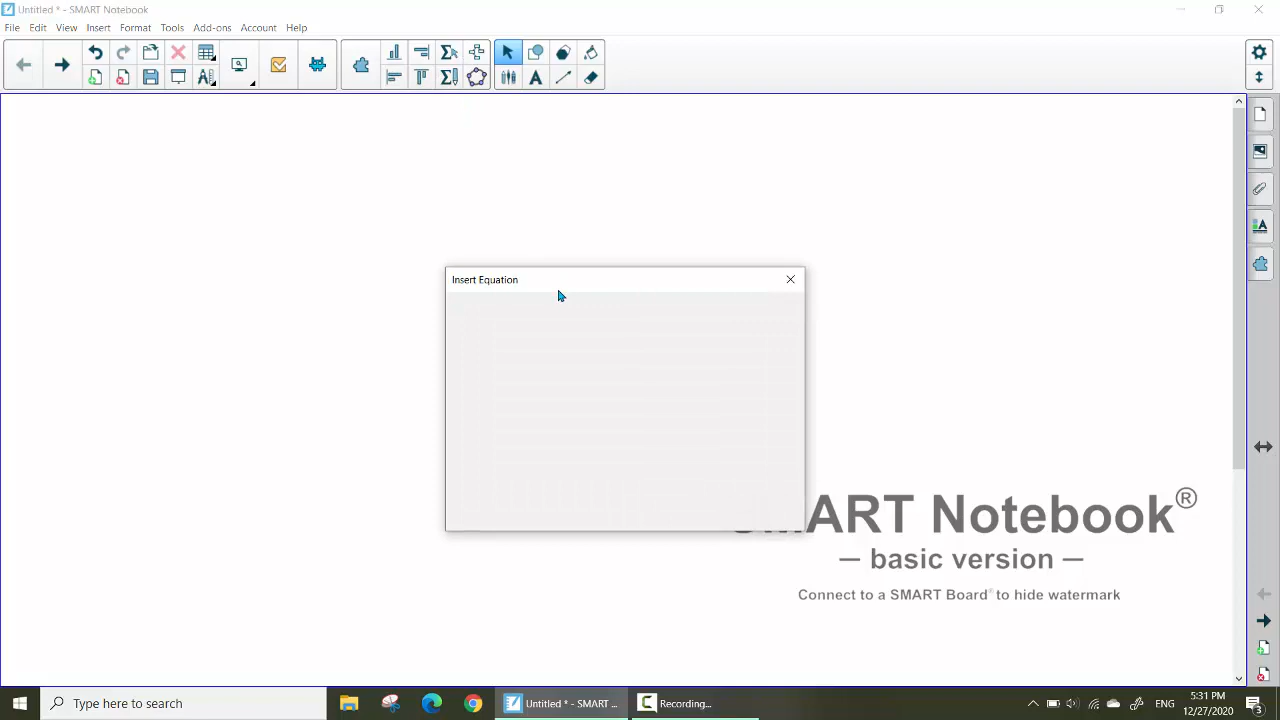 Untitled * - SMART Notebook
File Edit View Insert Format Tools Add-ons Account Help
Insert Equation
SMART Notebook®
— basic version —
Connect to a SMART Board® to hide watermark
Type here to search
Untitled * - SMART ...
Recording...
ENG
5:31 PM
12/27/2020
3